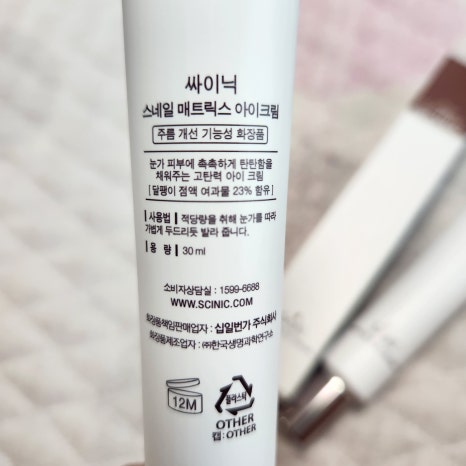 싸이닉
스네일 매트릭스 아이크림
주름 개선 기능성 화장품
눈가 피부에 촉촉하게 탄탄함을
채워주는 고탄력 아이 크림
[ 달팽이 점액 여과물 23% 함유 ]
| 사용법 | 적당량을 취해 눈가를 따라
가볍게 두드리듯 발라 줍니다.
| 용 량 | 30 ml
소비자상담실 : 1599-6688
WWW.SCINIC.COM
화장품책임판매업자 : 십일번가 주식회사
화장품제조업자 : ㈜한국생명과학연구소
12M
플라스틱
OTHER
캡 : OTHER